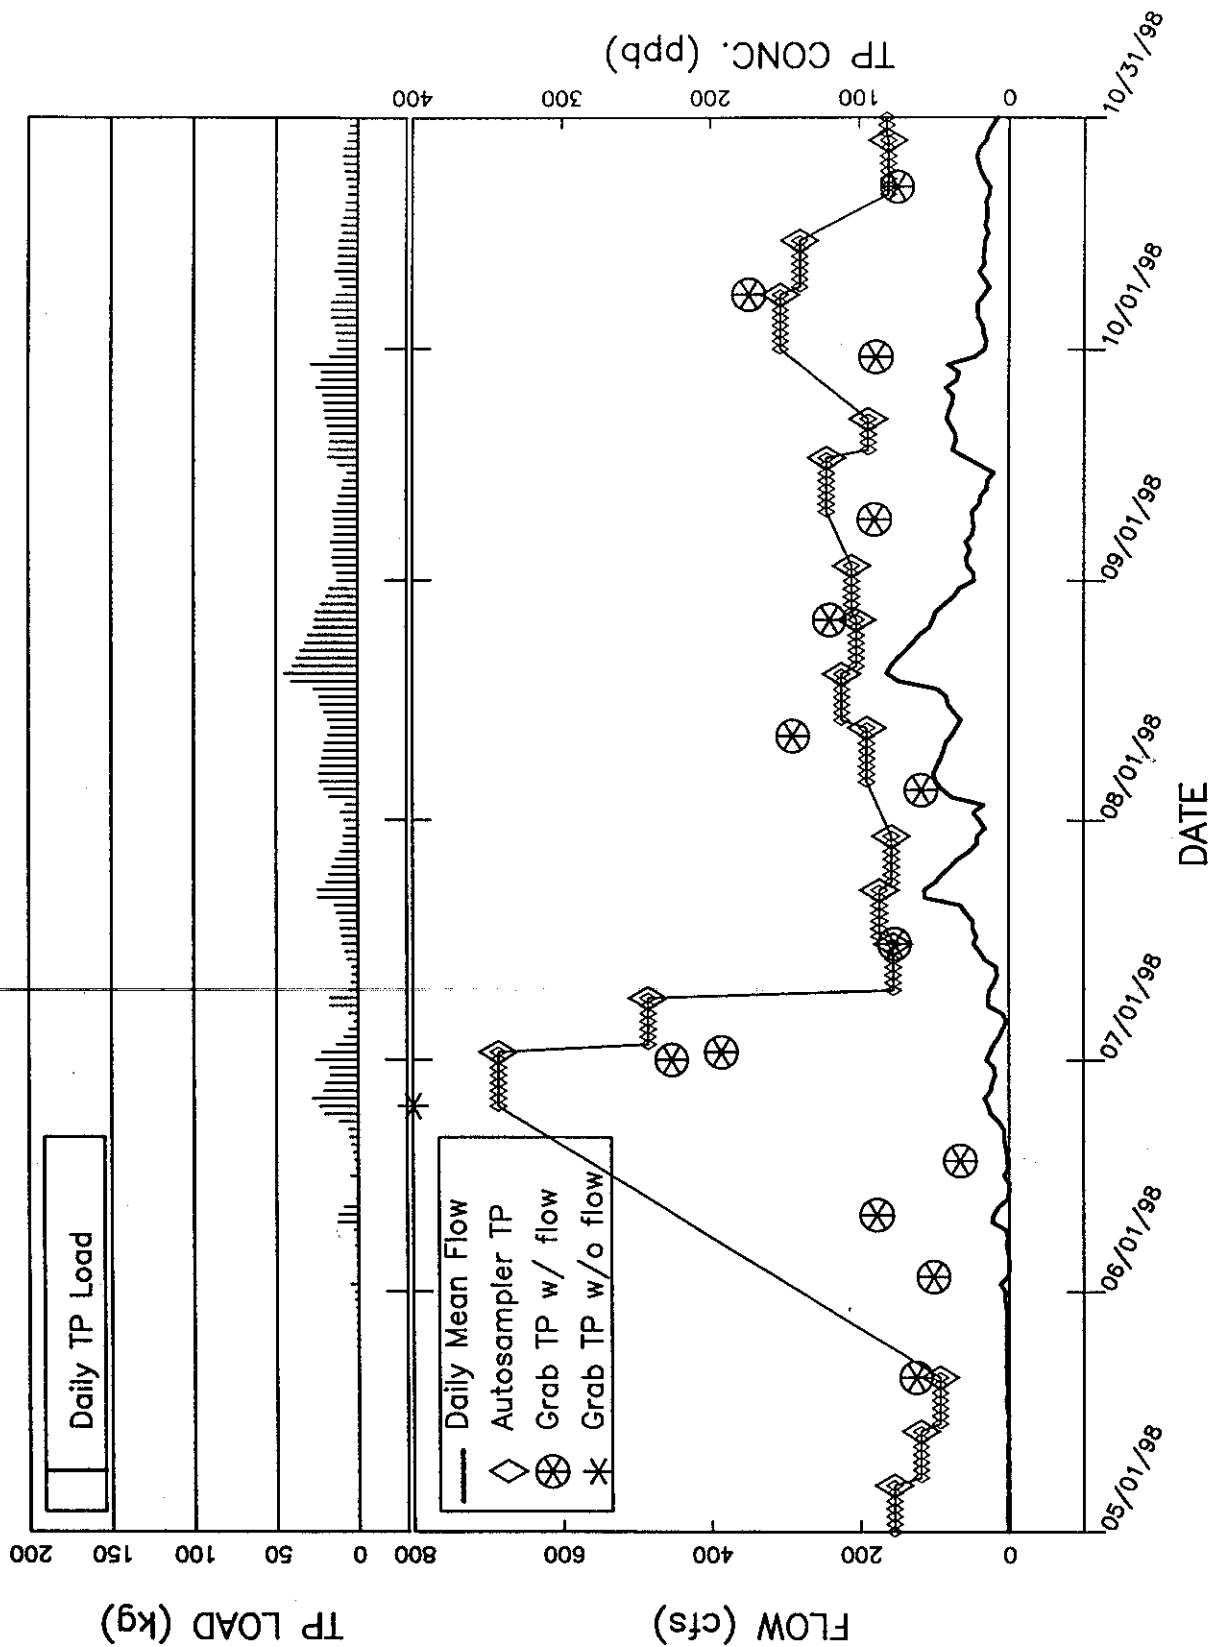 TP LOAD (kg)
200
150
100
50
0
Daily TP Load
FLOW (cfs)
800
600
400
200
0
Daily Mean Flow
Autosampler TP
Grab TP w/ flow
Grab TP w/o flow
TP CONC. (ppb)
400
300
200
100
0
05/01/98
06/01/98
07/01/98
08/01/98
09/01/98
10/01/98
10/31/98
DATE